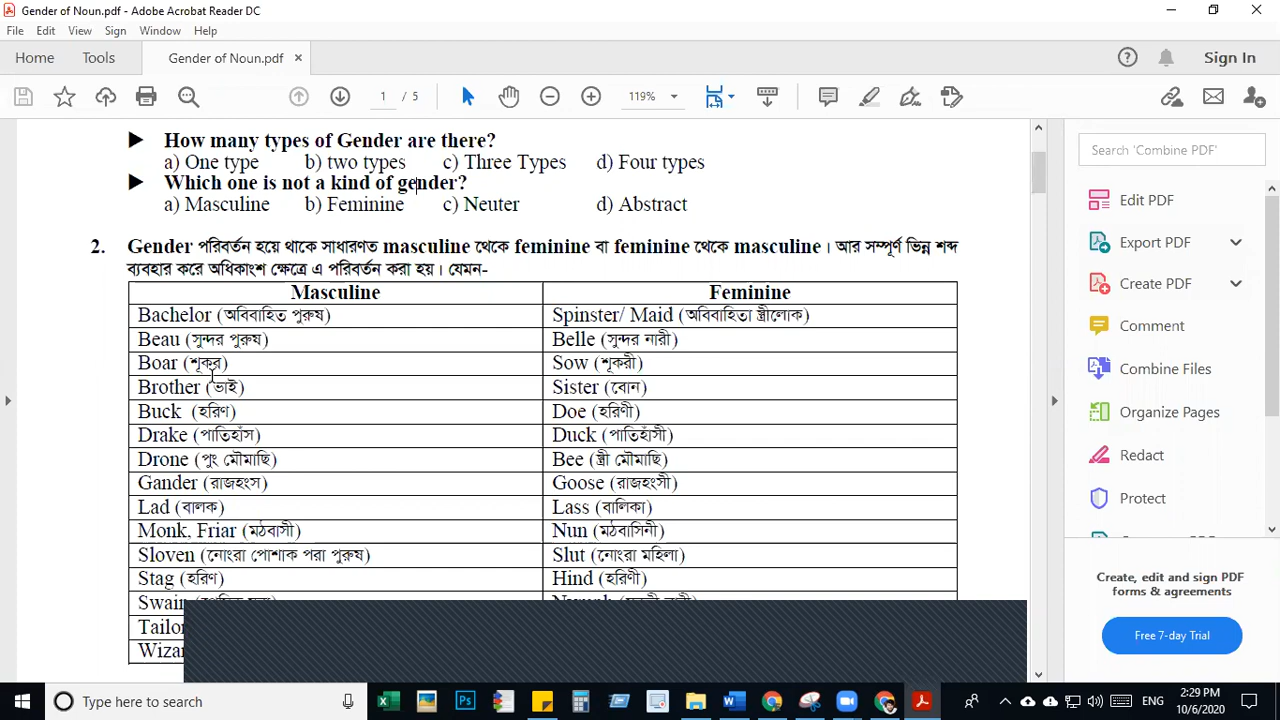 Gender of Noun.pdf - Adobe Acrobat Reader DC
File Edit View Window Sign Help
Home Tools Gender of Noun.pdf × Sign In
1 / 5 119%
How many types of Gender are there?
a) One type b) two types c) Three Types d) Four types
Which one is not a kind of gender?
a) Masculine b) Feminine c) Neuter d) Abstract
2. Gender পরিবর্তন হয়ে থাকে সাধারণত masculine থেকে feminine বা feminine থেকে masculine। আর সম্পূর্ণ ভিন্ন শব্দ
ব্যবহার করে অধিকাংশ ক্ষেত্রে এ পরিবর্তন করা হয়। যেমন-
Masculine Feminine
Bachelor (অবিবাহিত পুরুষ) Spinster/ Maid (অবিবাহিতা স্ত্রীলোক)
Beau (সুন্দর পুরুষ) Belle (সুন্দর নারী)
Boar (শূকর) Sow (শূকরী)
Brother (ভাই) Sister (বোন)
Buck (হরিণ) Doe (হরিণী)
Drake (পাতিহাঁস) Duck (পাতিহাঁসী)
Drone (পুং মৌমাছি) Bee (স্ত্রী মৌমাছি)
Gander (রাজহংস) Goose (রাজহংসী)
Lad (বালক) Lass (বালিকা)
Monk, Friar (মঠবাসী) Nun (মঠবাসিনী)
Sloven (নোংরা পোশাক পরা পুরুষ) Slut (নোংরা মহিলা)
Stag (হরিণ) Hind (হরিণী)
Swain
Tailor
Wizar
Search 'Combine PDF'
Edit PDF
Export PDF
Create PDF
Comment
Combine Files
Organize Pages
Redact
Protect
Create, edit and sign PDF
forms & agreements
Free 7-day Trial
Type here to search
ENG
2:29 PM
10/6/2020